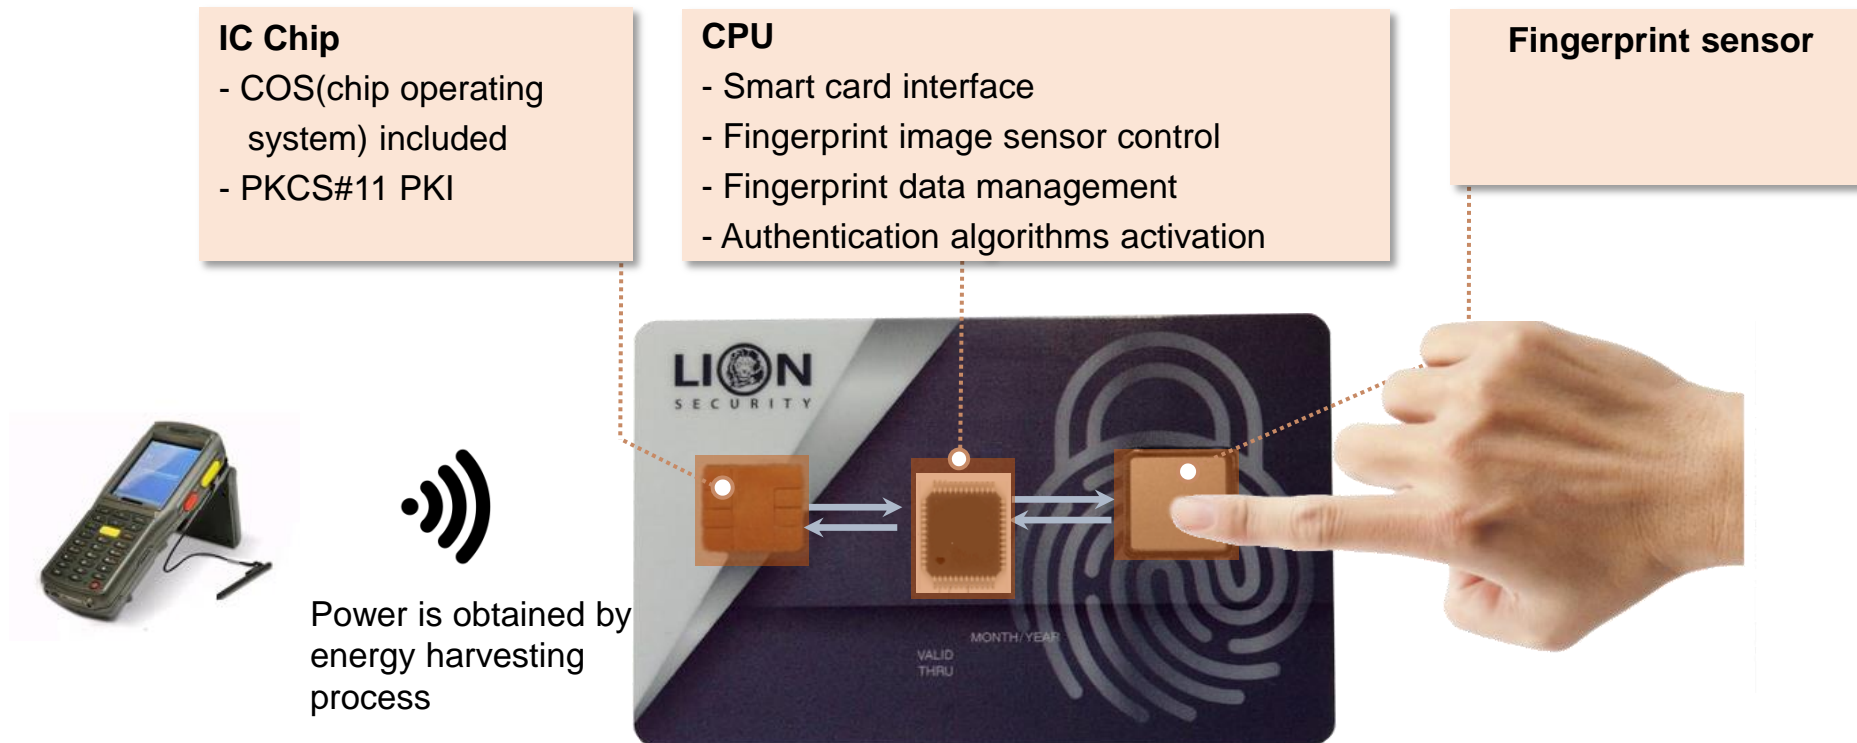 IC Chip
- COS(chip operating
system) included
- PKCS#11 PKI
CPU
- Smart card interface
- Fingerprint image sensor control
- Fingerprint data management
- Authentication algorithms activation
Fingerprint sensor
LION
SECURITY
Power is obtained by
energy harvesting
process
MONTH/YEAR
VALID
THRU